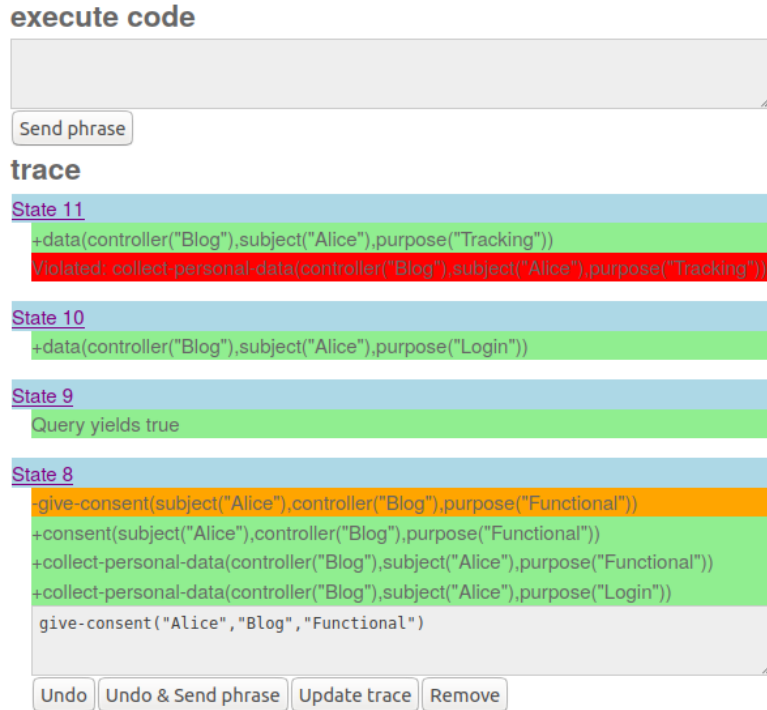 execute code
Send phrase
trace
State 11
+data(controller("Blog"),subject("Alice"),purpose("Tracking"))
Violated: collect-personal-data(controller("Blog"),subject("Alice"),purpose("Tracking"))
State 10
+data(controller("Blog"),subject("Alice"),purpose("Login"))
State 9
Query yields true
State 8
-give-consent(subject("Alice"),controller("Blog"),purpose("Functional"))
+consent(subject("Alice"),controller("Blog"),purpose("Functional"))
+collect-personal-data(controller("Blog"),subject("Alice"),purpose("Functional"))
+collect-personal-data(controller("Blog"),subject("Alice"),purpose("Login"))
give-consent("Alice","Blog","Functional")
Undo Undo & Send phrase Update trace Remove